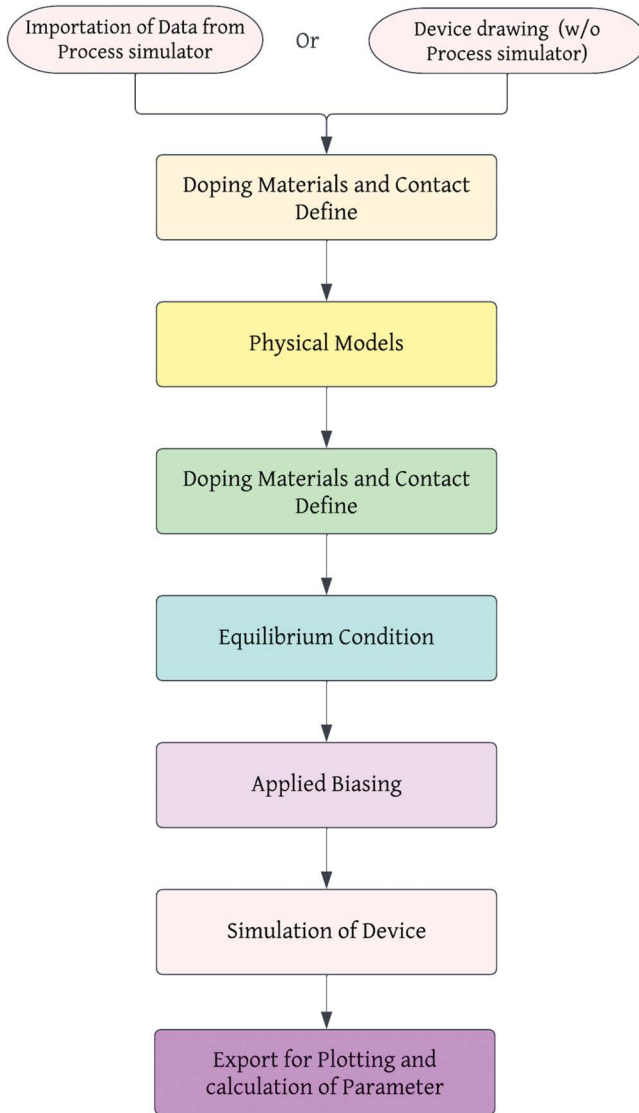 Importation of Data from
Process simulator
Or
Device drawing (w/o
Process simulator)
Doping Materials and Contact
Define
Physical Models
Doping Materials and Contact
Define
Equilibrium Condition
Applied Biasing
Simulation of Device
Export for Plotting and
calculation of Parameter